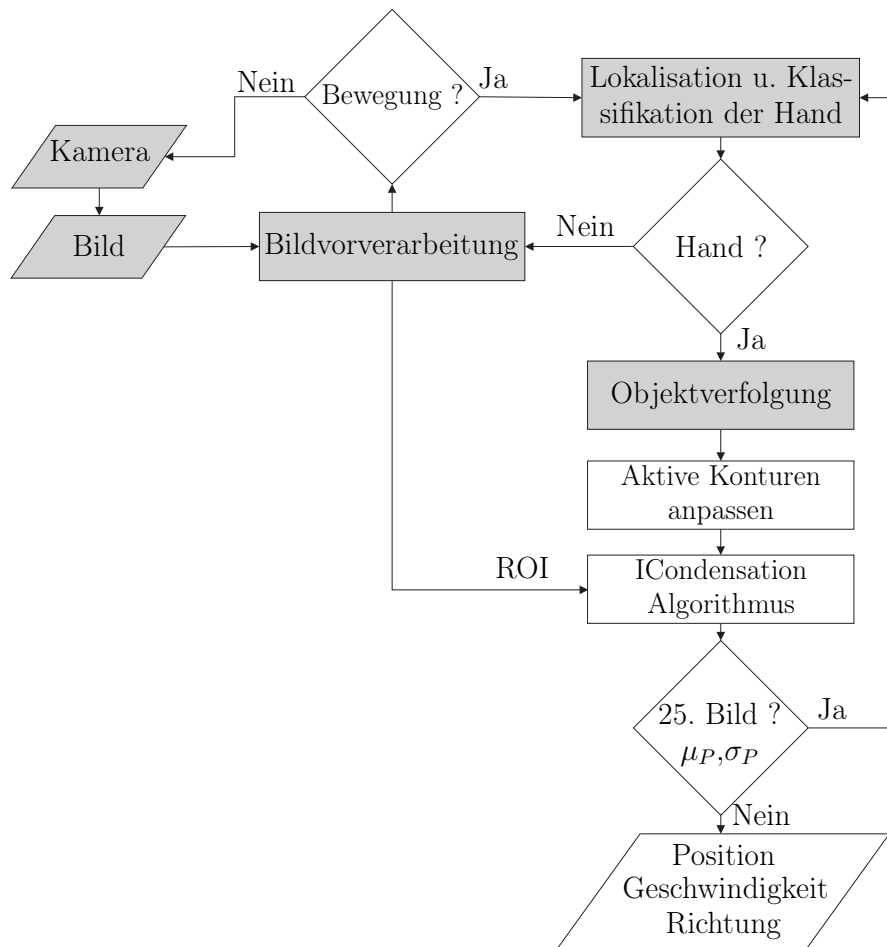 Nein
Bewegung ?
Ja
Lokalisation u. Klas-
sifikation der Hand
Kamera
Bild
Bildvorverarbeitung
Nein
Hand ?
Ja
Objektverfolgung
Aktive Konturen
anpassen
ROI
ICondensation
Algorithmus
25. Bild ?
μP,σP
Ja
Nein
Position
Geschwindigkeit
Richtung